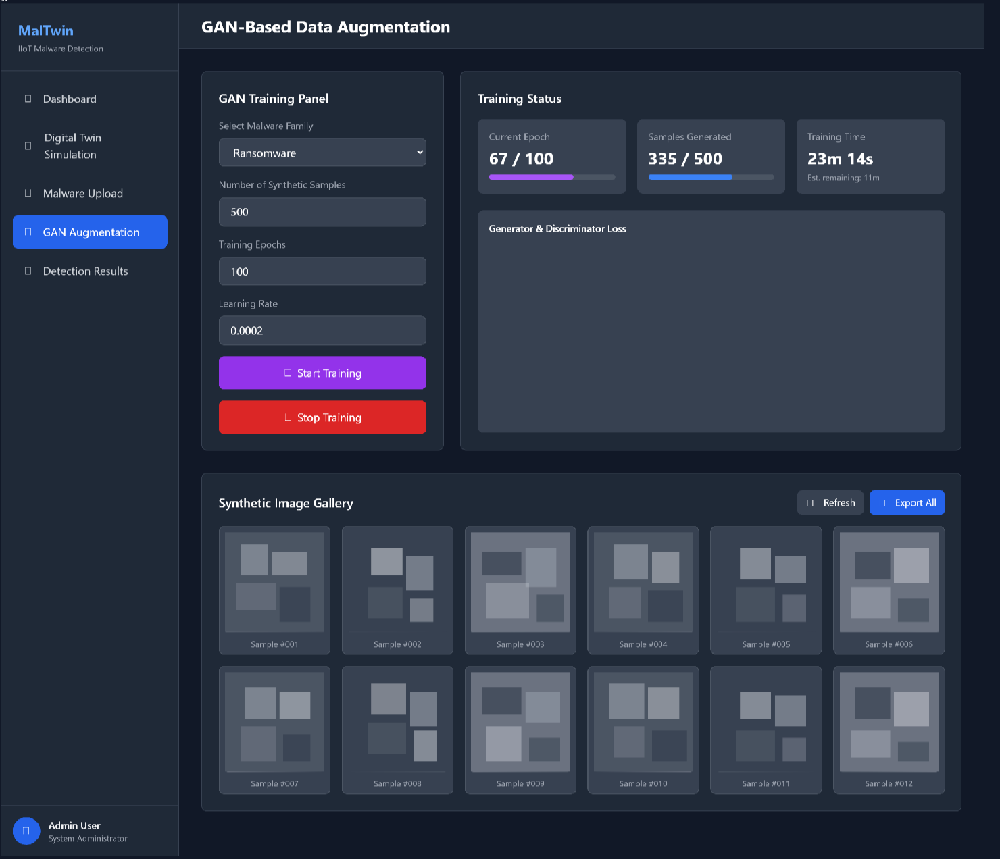 MalTwin
IIoT Malware Detection
Dashboard
Digital Twin
Simulation
Malware Upload
GAN Augmentation
Detection Results
Admin User
System Administrator
GAN-Based Data Augmentation
GAN Training Panel
Select Malware Family
Ransomware
Number of Synthetic Samples
500
Training Epochs
100
Learning Rate
0.0002
Start Training
Stop Training
Training Status
Current Epoch
67 / 100
Samples Generated
335 / 500
Training Time
23m 14s
Est. remaining: 11m
Generator & Discriminator Loss
Synthetic Image Gallery
Refresh
Export All
Sample #001
Sample #002
Sample #003
Sample #004
Sample #005
Sample #006
Sample #007
Sample #008
Sample #009
Sample #010
Sample #011
Sample #012